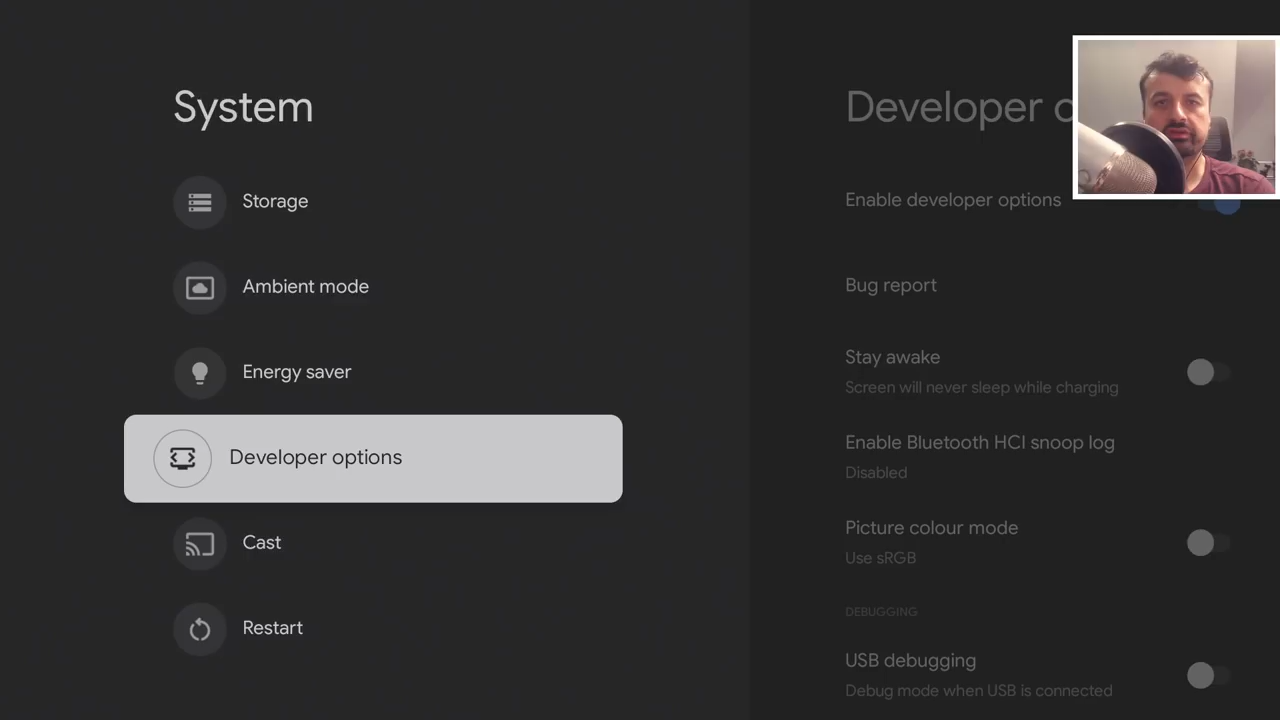 System
Storage
Ambient mode
Energy saver
Developer options
Cast
Restart
Developer
Enable developer options
Bug report
Stay awake
Screen will never sleep while charging
Enable Bluetooth HCI snoop log
Disabled
Picture colour mode
Use sRGB
DEBUGGING
USB debugging
Debug mode when USB is connected